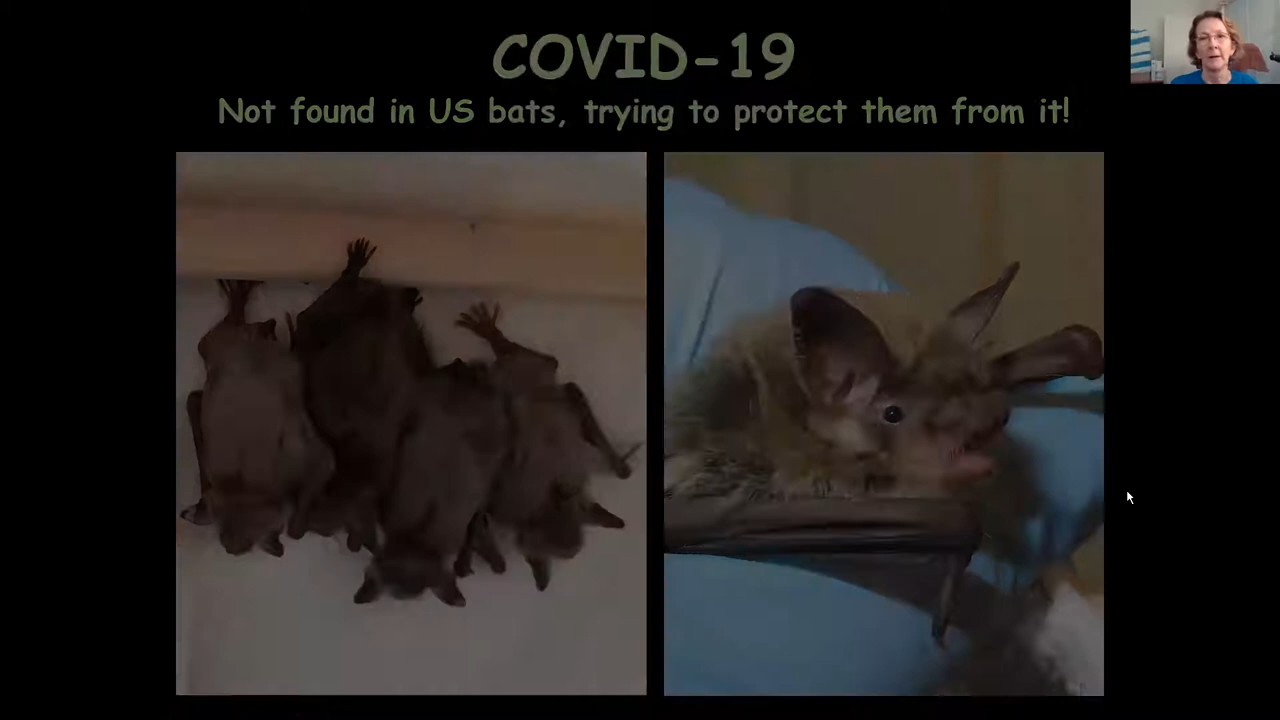 COVID-19
Not found in US bats, trying to protect them from it!